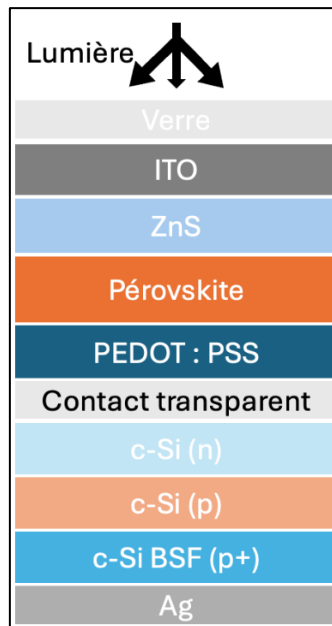 Lumière
Verre
ITO
ZnS
Pérovskite
PEDOT : PSS
Contact transparent
c-Si (n)
c-Si (p)
c-Si BSF (p+)
Ag